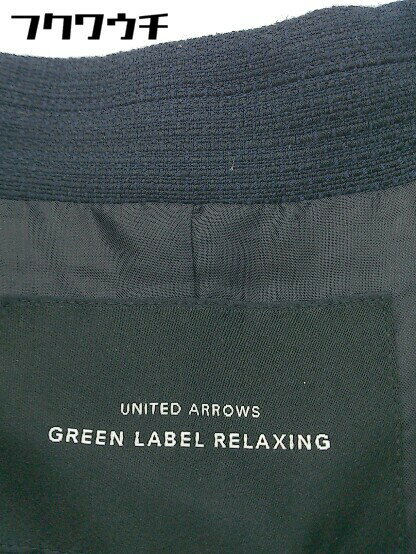 フクワウチ
UNITED ARROWS
GREEN LABEL RELAXING